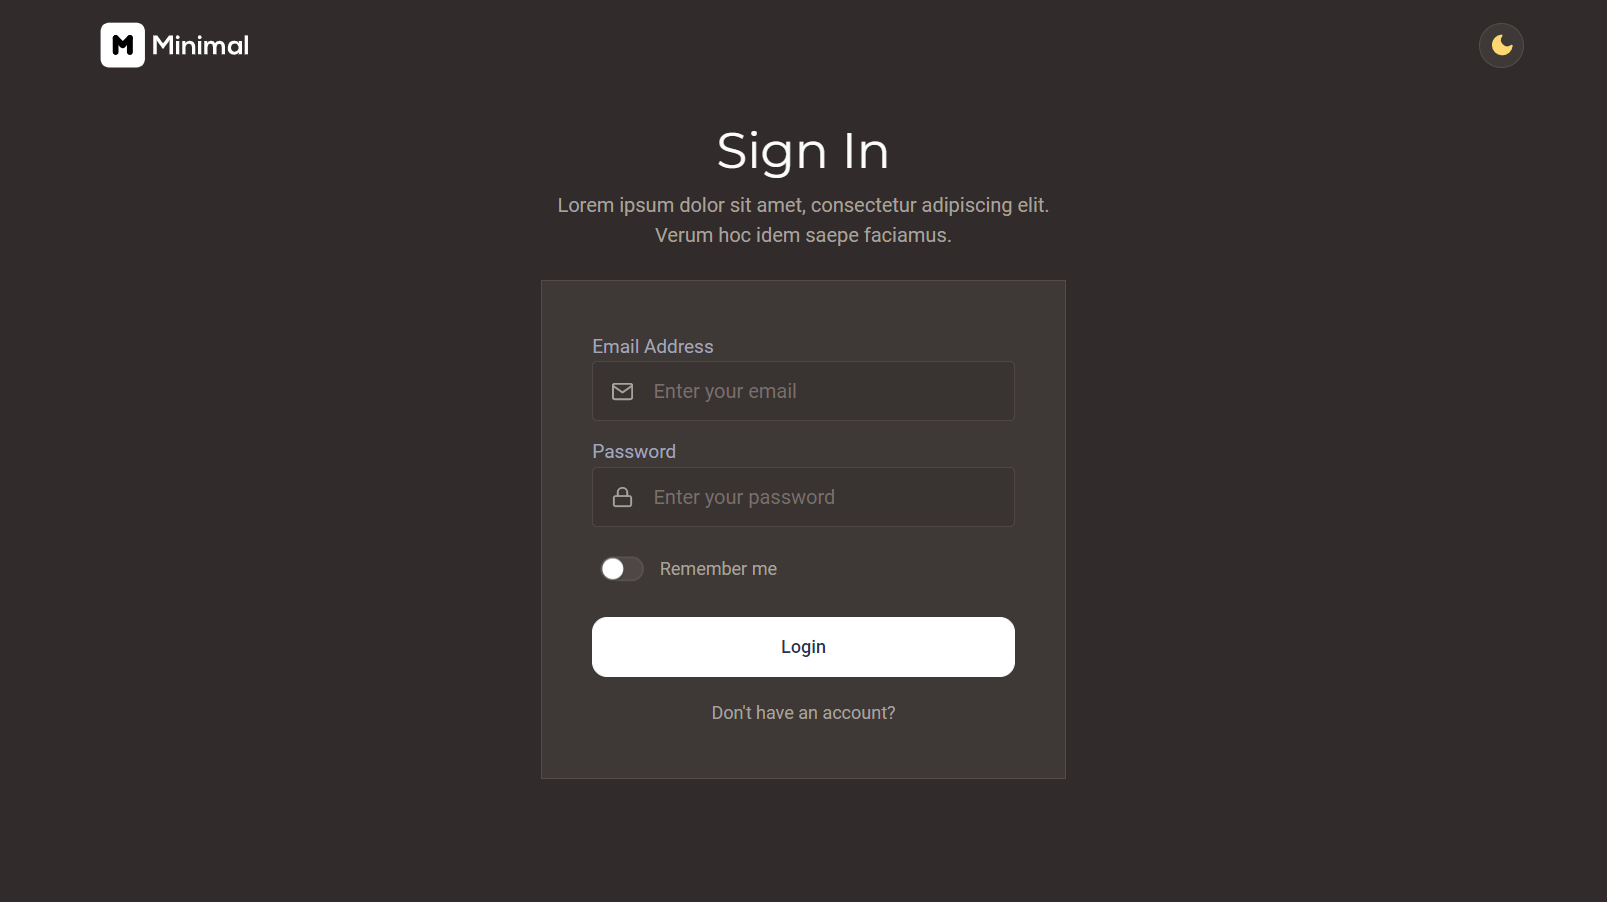 M Minimal
Sign In
Lorem ipsum dolor sit amet, consectetur adipiscing elit.
Verum hoc idem saepe faciamus.
Email Address
Enter your email
Password
Enter your password
Remember me
Login
Don't have an account?